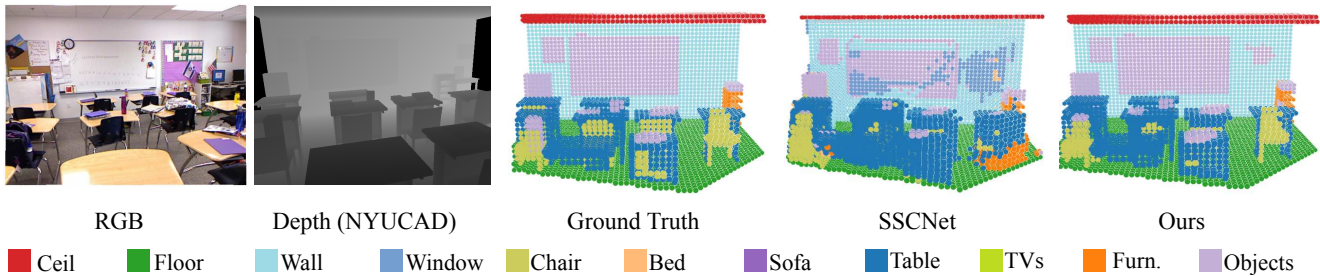 RGB Depth (NYUCAD) Ground Truth SSCNet Ours
Ceil Floor Wall Window Chair Bed Sofa Table TVs Furn. Objects